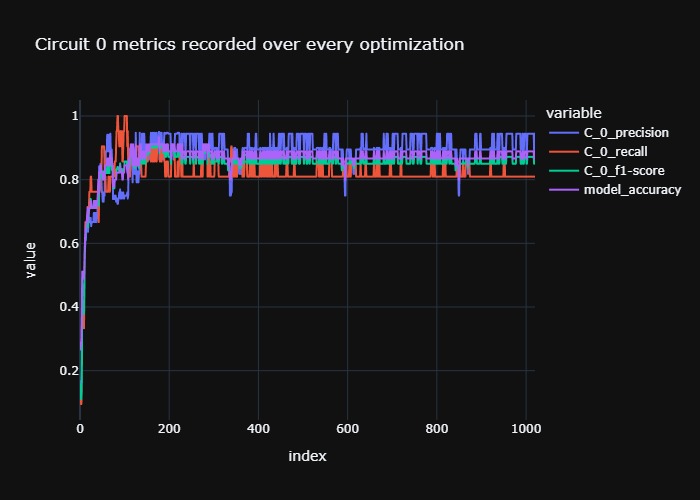 Circuit 0 metrics recorded over every optimization
variable
C_0_precision
C_0_recall
C_0_f1-score
model_accuracy
value
1
0.8
0.6
0.4
0.2
0 200 400 600 800 1000
index